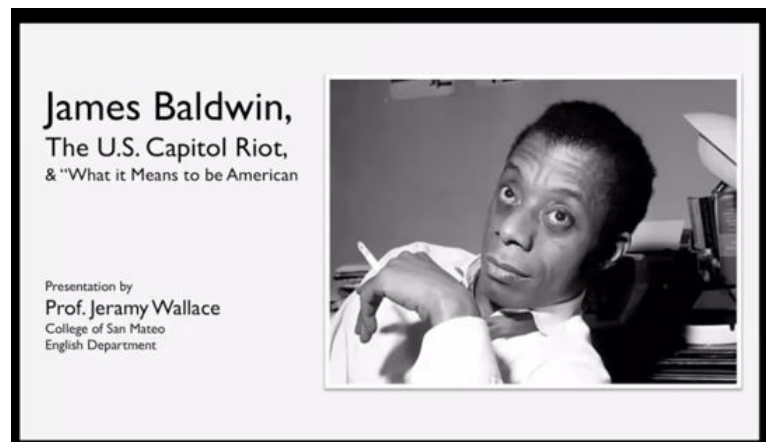 James Baldwin,
The U.S. Capitol Riot,
& “What it Means to be American
Presentation by
Prof. Jeramy Wallace
College of San Mateo
English Department